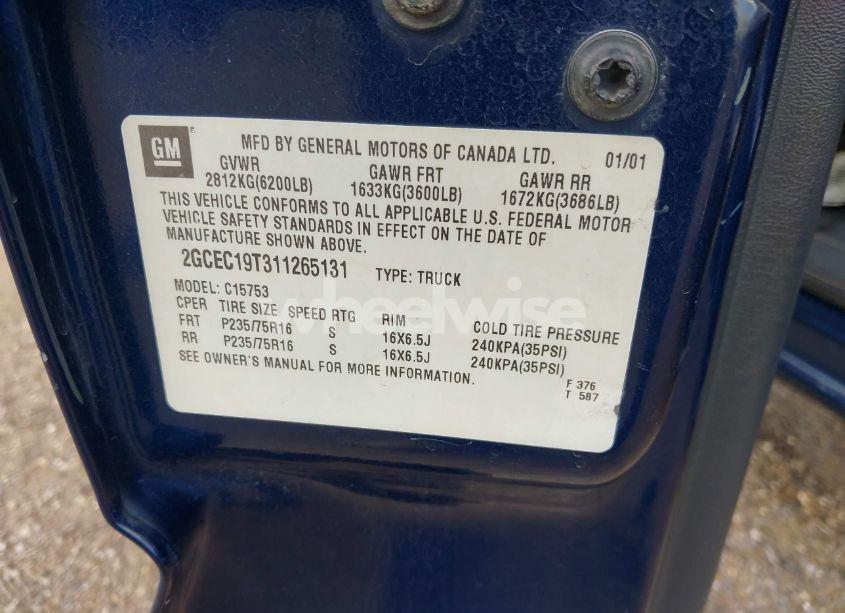 GM
MFD BY GENERAL MOTORS OF CANADA LTD. 01/01
GVWR GAWR FRT GAWR RR
2812KG(6200LB) 1633KG(3600LB) 1672KG(3686LB)
THIS VEHICLE CONFORMS TO ALL APPLICABLE U.S. FEDERAL MOTOR
VEHICLE SAFETY STANDARDS IN EFFECT ON THE DATE OF
MANUFACTURE SHOWN ABOVE.
2GCEC19T311265131 TYPE: TRUCK
MODEL: C15753
CPER TIRE SIZE SPEED RTG RIM COLD TIRE PRESSURE
FRT P235/75R16 S 16X6.5J 240KPA(35PSI)
RR P235/75R16 S 16X6.5J 240KPA(35PSI)
SEE OWNER'S MANUAL FOR MORE INFORMATION.
F 376
T 587
wheelwise